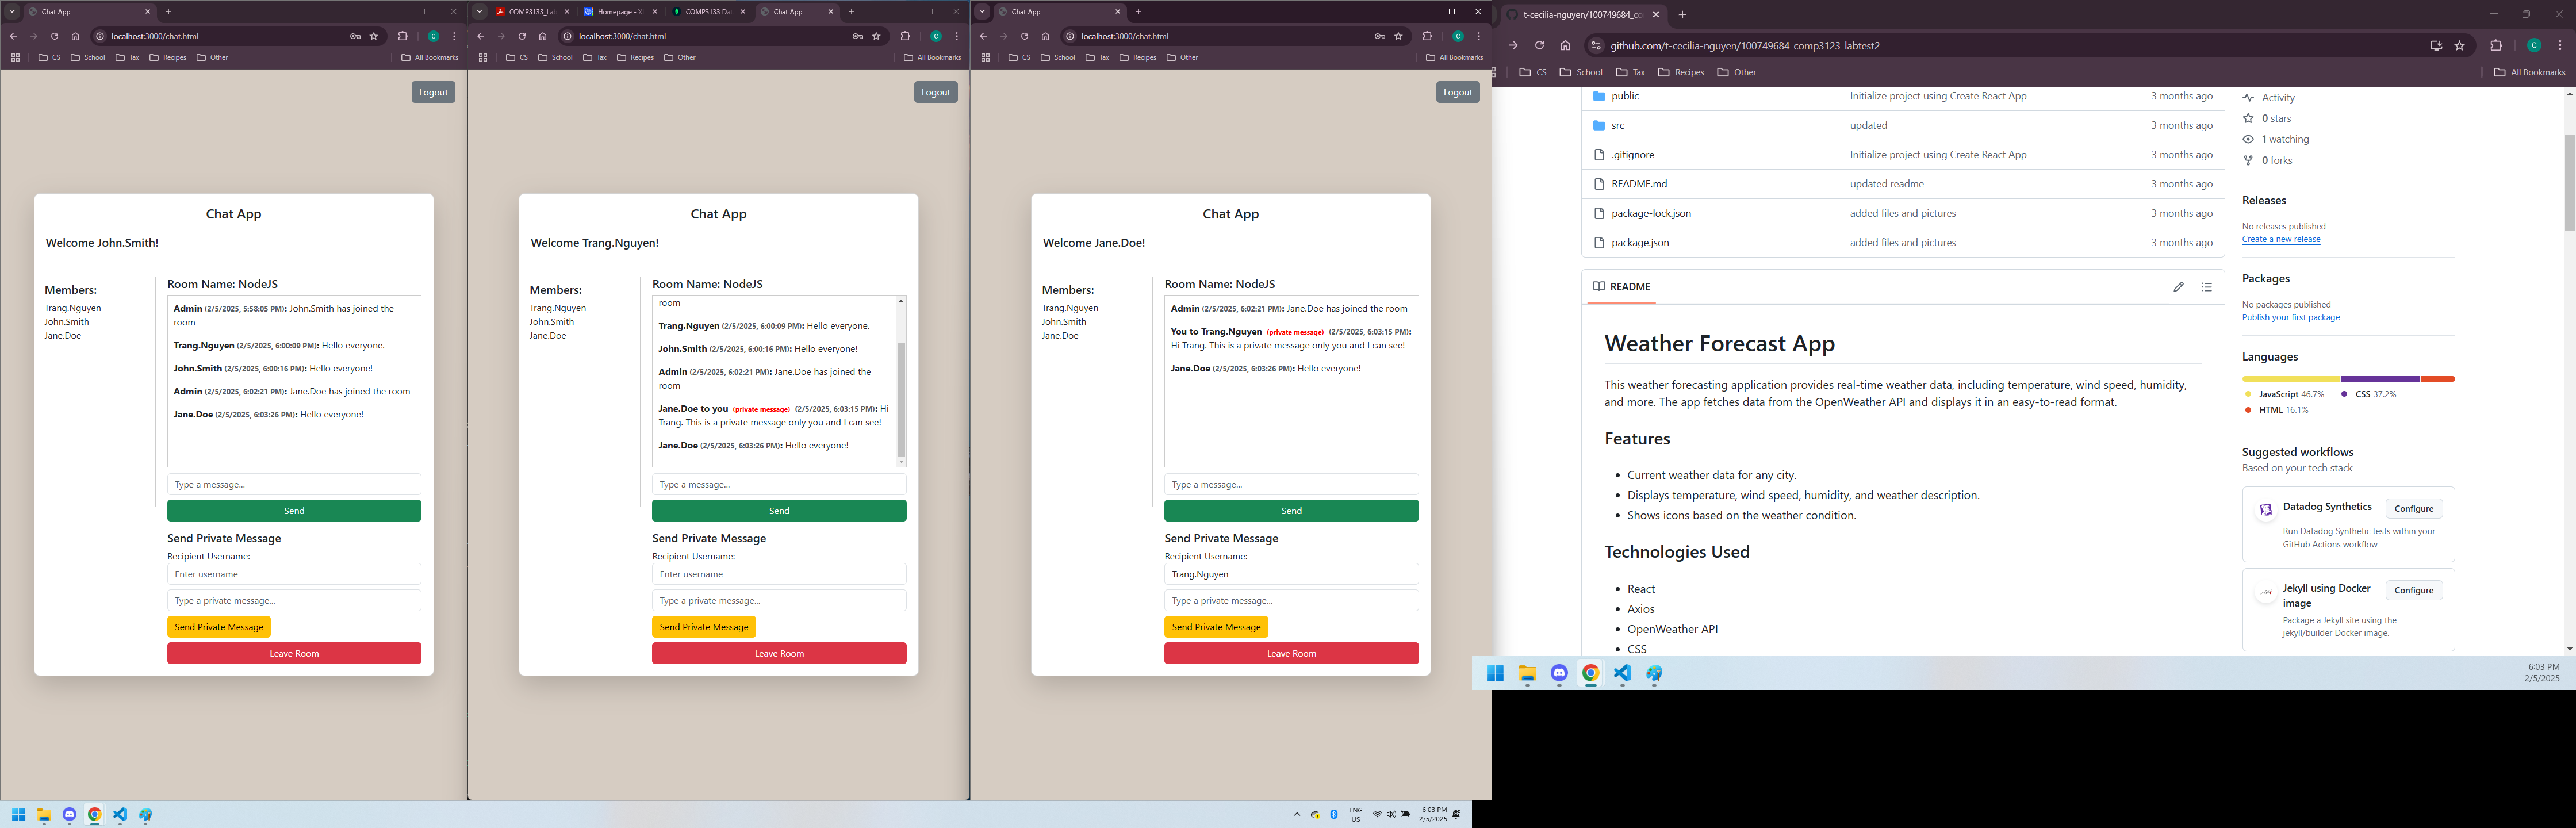 Chat App
localhost:3000/chat.html
CS School Tax Recipes Other All Bookmarks
Logout
Chat App
Welcome John.Smith!
Members:
Trang.Nguyen
John.Smith
Jane.Doe
Room Name: NodeJS
Admin (2/5/2025, 5:58:05 PM): John.Smith has joined the
room
Trang.Nguyen (2/5/2025, 6:00:09 PM): Hello everyone.
John.Smith (2/5/2025, 6:00:16 PM): Hello everyone!
Admin (2/5/2025, 6:02:21 PM): Jane.Doe has joined the room
Jane.Doe (2/5/2025, 6:03:26 PM): Hello everyone!
Type a message...
Send
Send Private Message
Recipient Username:
Enter username
Type a private message...
Send Private Message
Leave Room
COMP3133_Lal Homepage - X COMP3133 Da Chat App
localhost:3000/chat.html
CS School Tax Recipes Other All Bookmarks
Logout
Chat App
Welcome Trang.Nguyen!
Members:
Trang.Nguyen
John.Smith
Jane.Doe
Room Name: NodeJS
room
Trang.Nguyen (2/5/2025, 6:00:09 PM): Hello everyone.
John.Smith (2/5/2025, 6:00:16 PM): Hello everyone!
Admin (2/5/2025, 6:02:21 PM): Jane.Doe has joined the
room
Jane.Doe to you (private message) (2/5/2025, 6:03:15 PM): Hi
Trang. This is a private message only you and I can see!
Jane.Doe (2/5/2025, 6:03:26 PM): Hello everyone!
Type a message...
Send
Send Private Message
Recipient Username:
Enter username
Type a private message...
Send Private Message
Leave Room
Chat App
localhost:3000/chat.html
CS School Tax Recipes Other All Bookmarks
Logout
Chat App
Welcome Jane.Doe!
Members:
Trang.Nguyen
John.Smith
Jane.Doe
Room Name: NodeJS
Admin (2/5/2025, 6:02:21 PM): Jane.Doe has joined the room
You to Trang.Nguyen (private message) (2/5/2025, 6:03:15 PM):
Hi Trang. This is a private message only you and I can see!
Jane.Doe (2/5/2025, 6:03:26 PM): Hello everyone!
Type a message...
Send
Send Private Message
Recipient Username:
Trang.Nguyen
Type a private message...
Send Private Message
Leave Room
ENG
US
6:03 PM
2/5/2025
t-cecilia-nguyen/100749684_co
github.com/t-cecilia-nguyen/100749684_comp3123_labtest2
CS School Tax Recipes Other All Bookmarks
public Initialize project using Create React App 3 months ago
src updated 3 months ago
.gitignore Initialize project using Create React App 3 months ago
README.md updated readme 3 months ago
package-lock.json added files and pictures 3 months ago
package.json added files and pictures 3 months ago
README
Weather Forecast App
This weather forecasting application provides real-time weather data, including temperature, wind speed, humidity,
and more. The app fetches data from the OpenWeather API and displays it in an easy-to-read format.
Features
Current weather data for any city.
Displays temperature, wind speed, humidity, and weather description.
Shows icons based on the weather condition.
Technologies Used
React
Axios
OpenWeather API
CSS
Activity
0 stars
1 watching
0 forks
Releases
No releases published
Create a new release
Packages
No packages published
Publish your first package
Languages
JavaScript 46.7% CSS 37.2%
HTML 16.1%
Suggested workflows
Based on your tech stack
Datadog Synthetics Configure
Run Datadog Synthetic tests within your
GitHub Actions workflow
Jekyll using Docker
image
Configure
Package a Jekyll site using the
jekyll/builder Docker image.
6:03 PM
2/5/2025